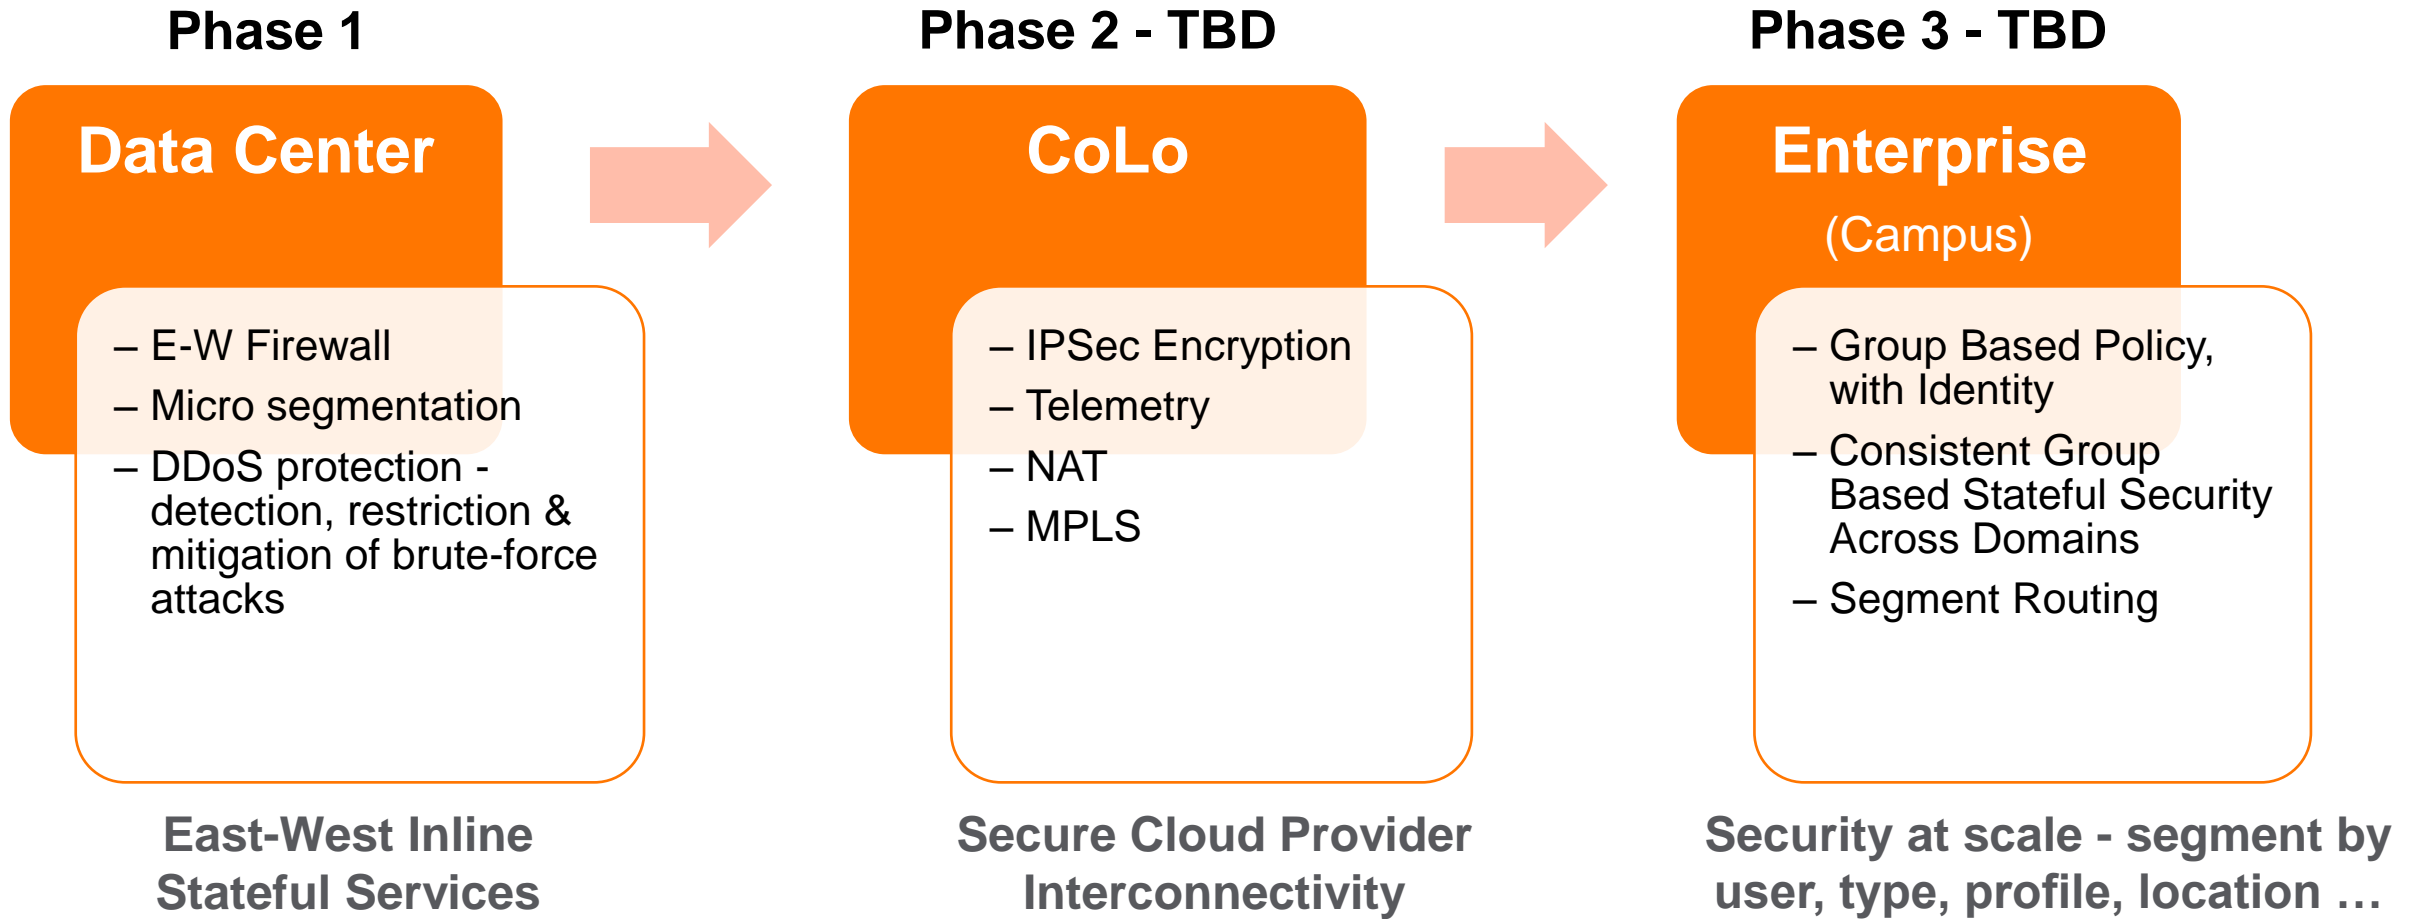 Phase 1
Data Center
– E-W Firewall
– Micro segmentation
– DDoS protection -
detection, restriction &
mitigation of brute-force
attacks
East-West Inline
Stateful Services
Phase 2 - TBD
CoLo
– IPSec Encryption
– Telemetry
– NAT
– MPLS
Secure Cloud Provider
Interconnectivity
Phase 3 - TBD
Enterprise
(Campus)
– Group Based Policy,
with Identity
– Consistent Group
Based Stateful Security
Across Domains
– Segment Routing
Security at scale - segment by
user, type, profile, location …